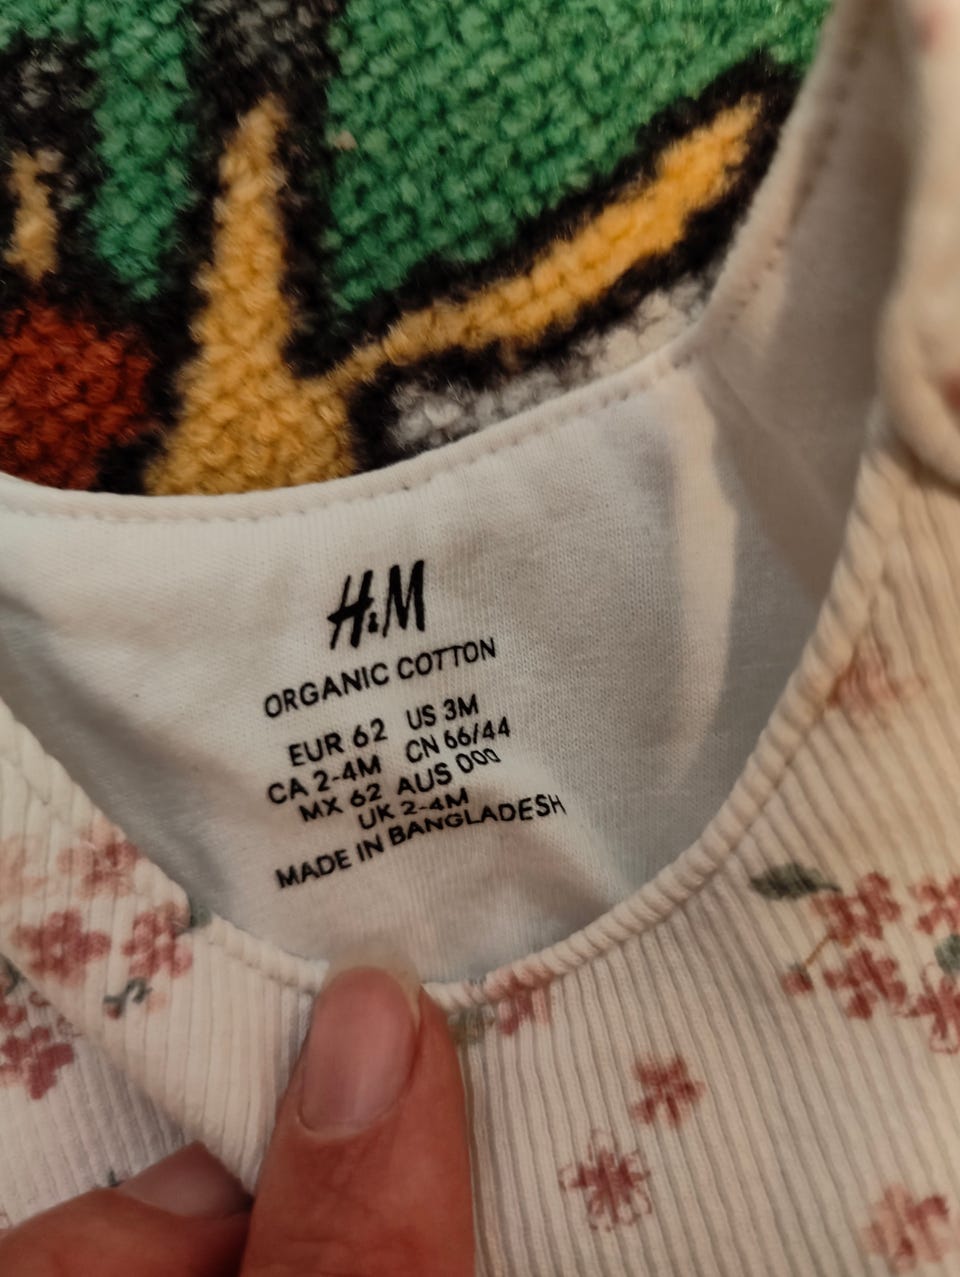 H&M
ORGANIC COTTON
EUR 62 US 3M
CA 2-4M CN 66/44
MX 62 AUS 000
UK 2-4M
MADE IN BANGLADESH